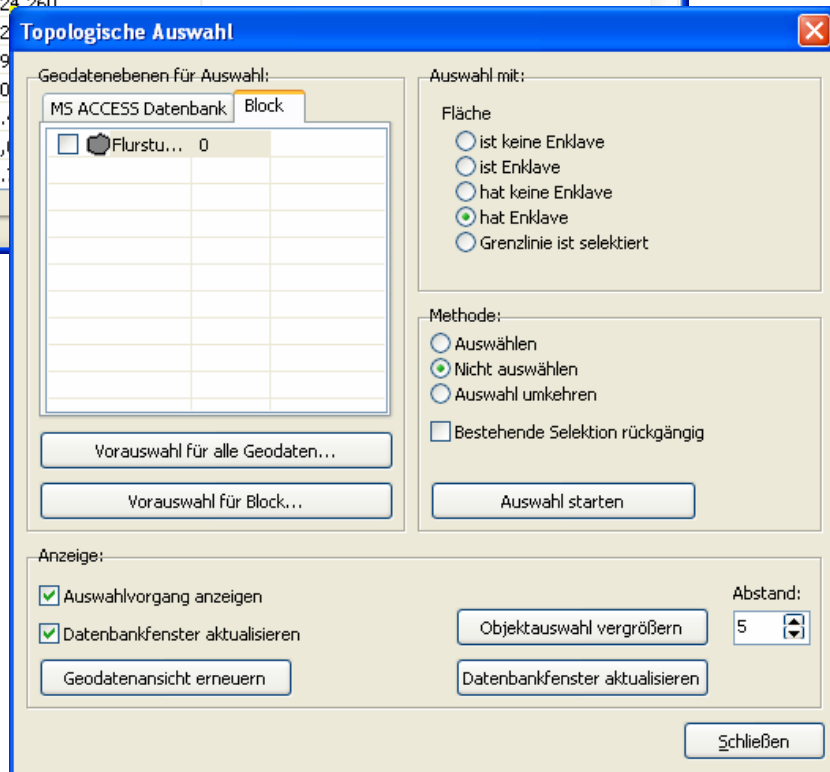 24,260
Topologische Auswahl
Geodatenebenen für Auswahl:
MS ACCESS Datenbank
Block
Flurstu... 0
Vorauswahl für alle Geodaten...
Vorauswahl für Block...
Auswahl mit:
Fläche
ist keine Enklave
ist Enklave
hat keine Enklave
hat Enklave
Grenzlinie ist selektiert
Methode:
Auswählen
Nicht auswählen
Auswahl umkehren
Bestehende Selektion rückgängig
Auswahl starten
Anzeige:
Auswahlvorgang anzeigen
Datenbankfenster aktualisieren
Geodatenansicht erneuern
Objektauswahl vergrößern
Datenbankfenster aktualisieren
Abstand:
5
Schließen